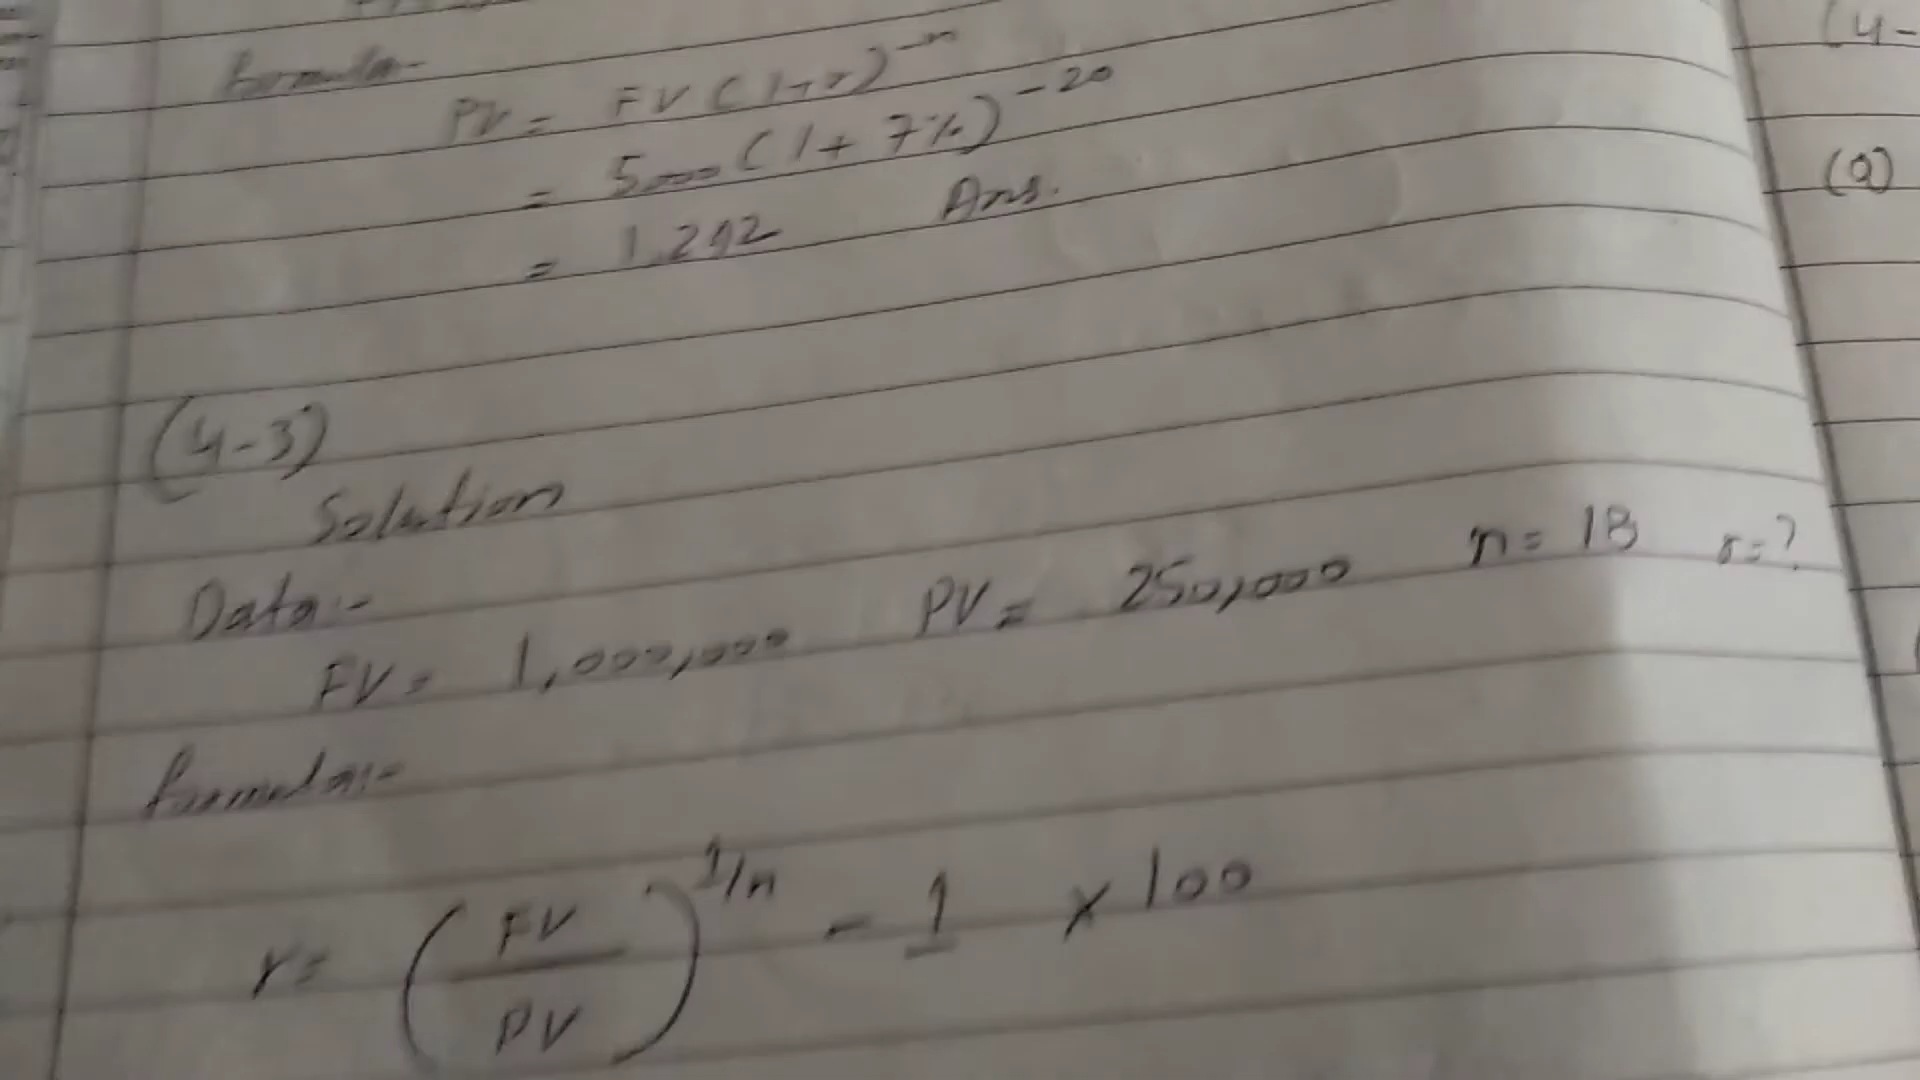 Formula:-
PV = FV (1+r)^-n
= 5000 (1+ 7%)^-20
= 1,292 Ans.
(4-3)
Solution
Data:-
FV = 1,000,000 PV = 250,000 n = 18 r=?
formula:-
r = (FV/PV)^1/n - 1 x 100
(4-
(a)